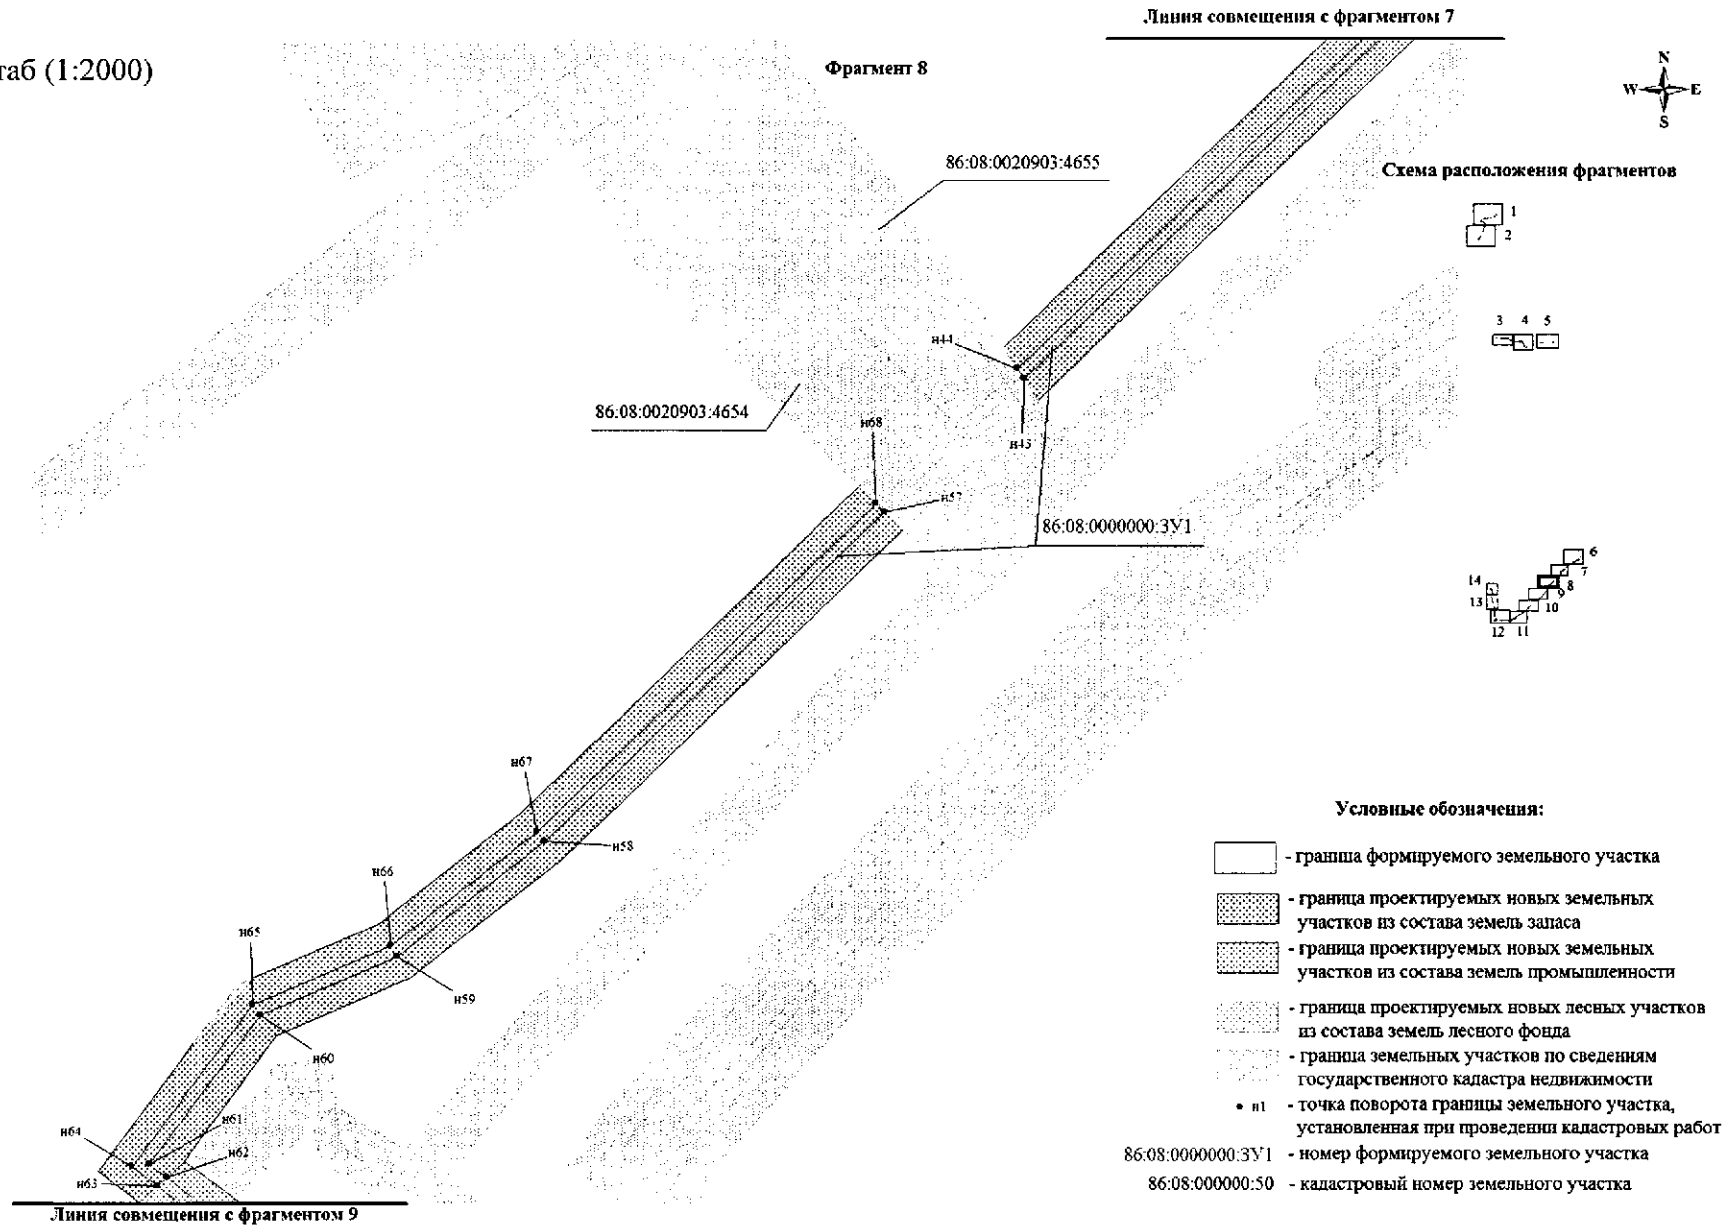 Линия совмещения с фрагментом 7
таб (1:2000)
Фрагмент 8
N
W E
S
86:08:0020903:4655
Схема расположения фрагментов
1
2
3 4 5
н44
86:08:0020903:4654
н68
н43
н57
86:08:0000000:ЗУ1
6
7
14
8
9
13
10
12 11
н67
н58
Условные обозначения:
- граница формируемого земельного участка
н66
- граница проектируемых новых земельных
участков из состава земель запаса
н65
- граница проектируемых новых земельных
участков из состава земель промышленности
н59
- граница проектируемых новых лесных участков
из состава земель лесного фонда
н60
- граница земельных участков по сведениям
государственного кадастра недвижимости
• н1 - точка поворота границы земельного участка,
установленная при проведении кадастровых работ
н64
н61
н62
86:08:0000000:ЗУ1 - номер формируемого земельного участка
н63
86:08:000000:50 - кадастровый номер земельного участка
Линия совмещения с фрагментом 9